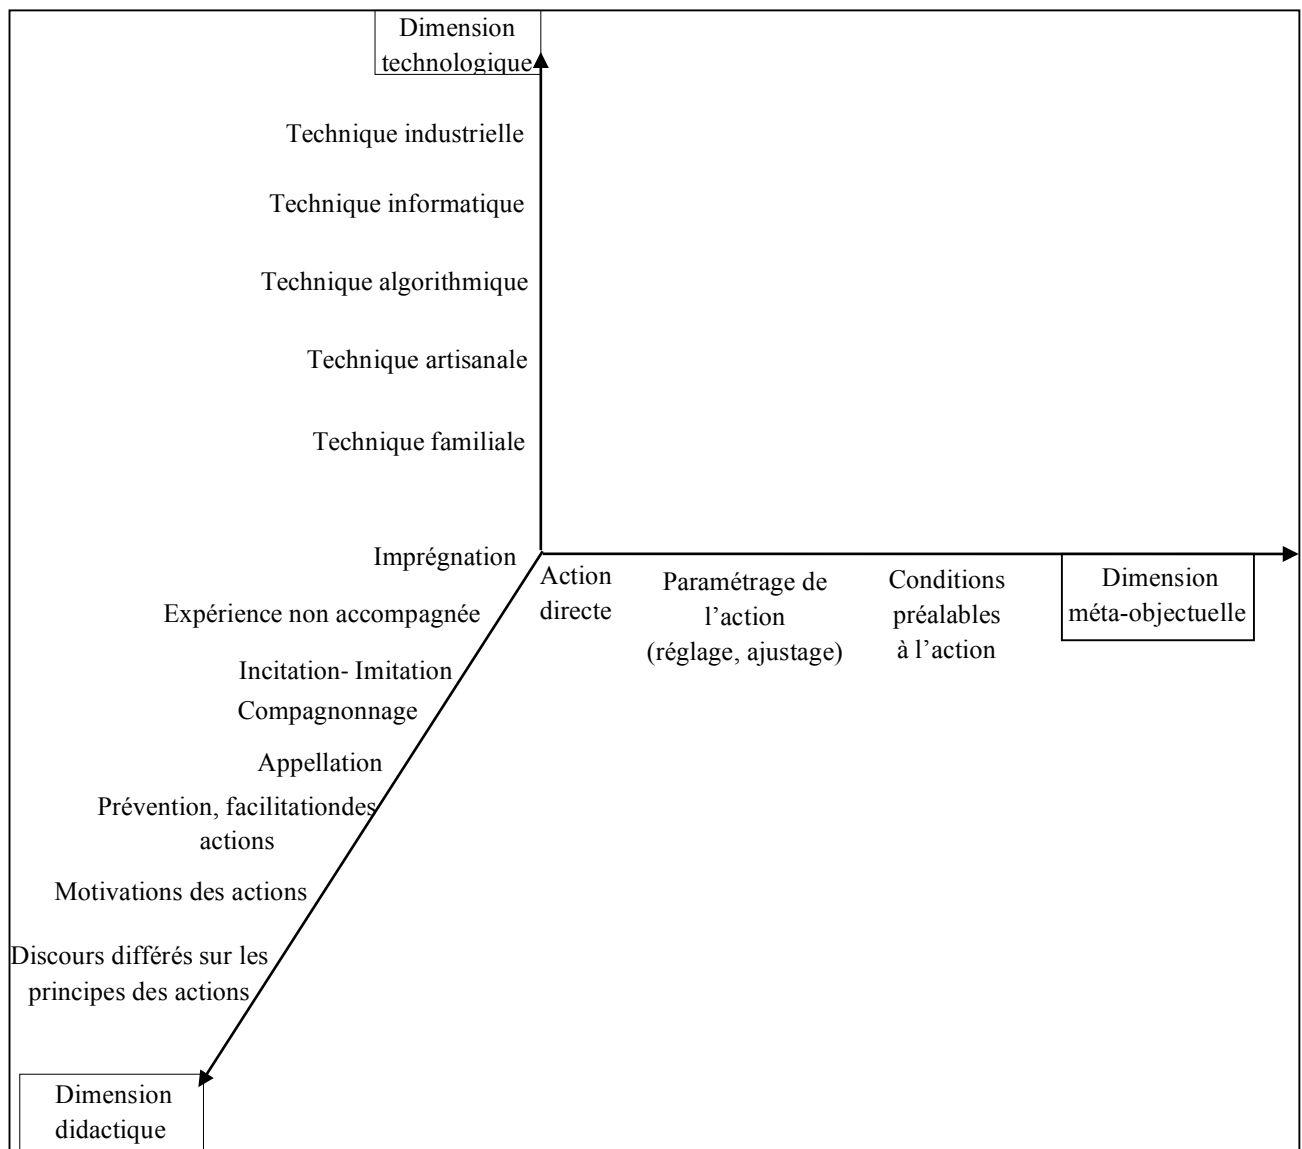 Dimension
technologique
Technique industrielle
Technique informatique
Technique algorithmique
Technique artisanale
Technique familiale
Imprégnation
Action
directe
Paramétrage de
l’action
(réglage, ajustage)
Conditions
préalables
à l’action
Dimension
méta-objectuelle
Expérience non accompagnée
Incitation- Imitation
Compagnonnage
Appellation
Prévention, facilitationdes
actions
Motivations des actions
Discours différés sur les
principes des actions
Dimension
didactique